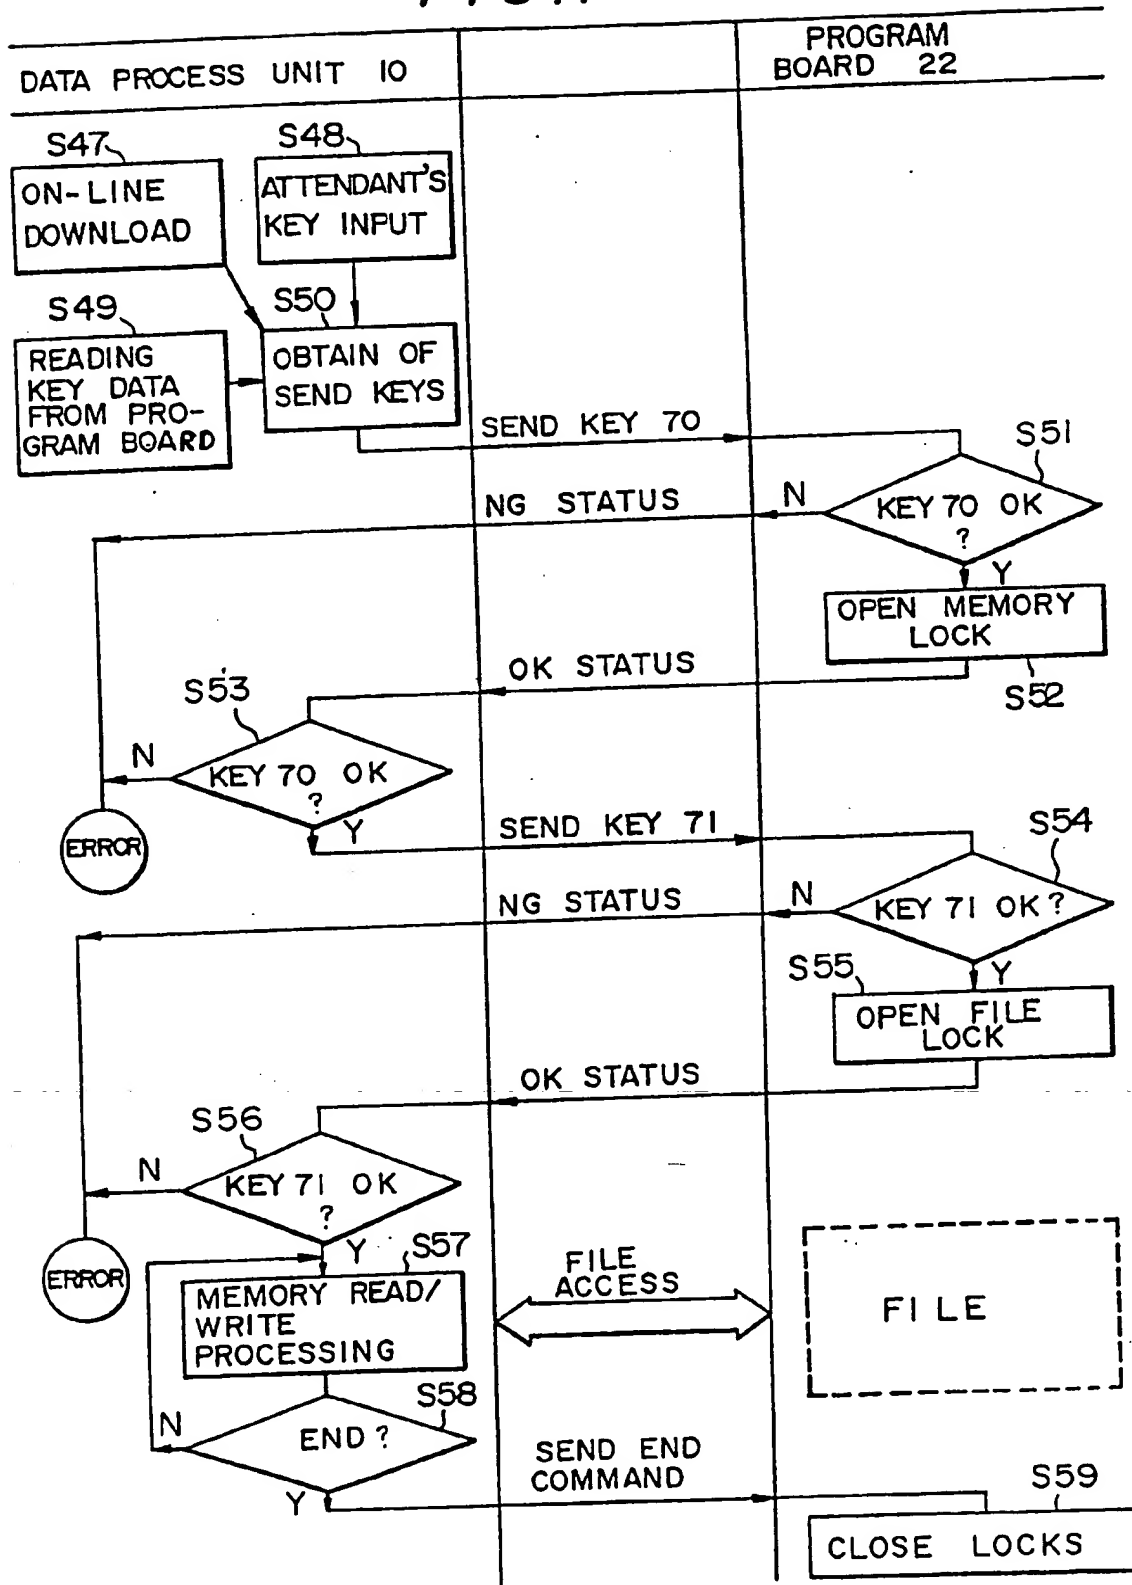 DATA PROCESS UNIT 10
PROGRAM
BOARD 22
S47
S48
ON-LINE
DOWNLOAD
ATTENDANT'S
KEY INPUT
S49
S50
READING
KEY DATA
FROM PRO-
GRAM BOARD
OBTAIN OF
SEND KEYS
SEND KEY 70
S51
NG STATUS
N
KEY 70 OK
?
Y
OPEN MEMORY
LOCK
OK STATUS
S52
S53
N
KEY 70 OK
?
Y
ERROR
SEND KEY 71
S54
NG STATUS
N
KEY 71 OK?
S55
Y
OPEN FILE
LOCK
OK STATUS
S56
N
KEY 71 OK
?
Y
ERROR
S57
MEMORY READ/
WRITE
PROCESSING
FILE
ACCESS
FILE
S58
N
END?
Y
SEND END
COMMAND
S59
CLOSE LOCKS